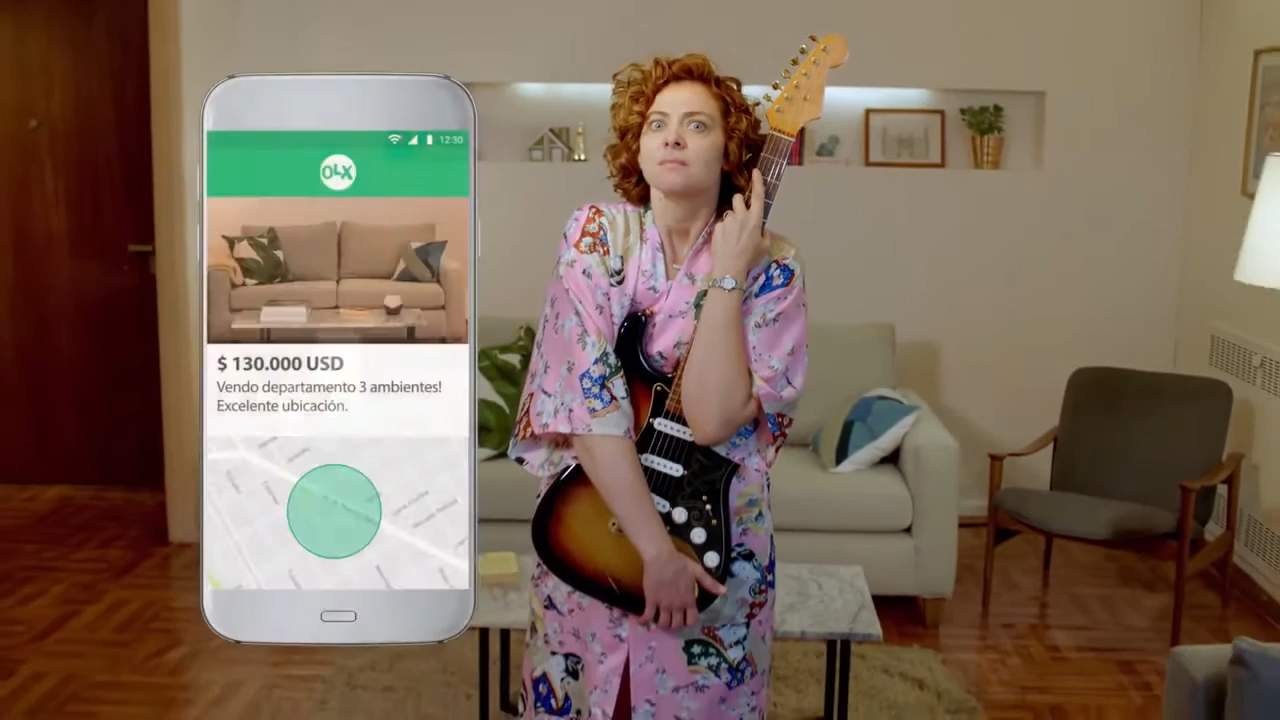 12:30
OLX
$ 130.000 USD
Vendo departamento 3 ambientes!
Excelente ubicación.